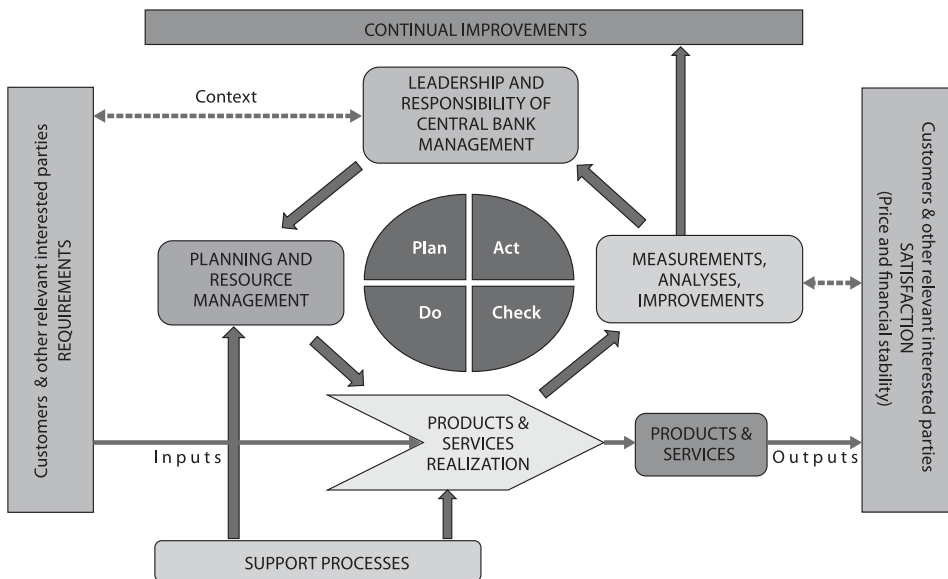 CONTINUAL IMPROVEMENTS
Customers & other relevant interested parties
REQUIREMENTS
Context
LEADERSHIP AND
RESPONSIBILITY OF
CENTRAL BANK
MANAGEMENT
PLANNING AND
RESOURCE
MANAGEMENT
Plan
Act
Do
Check
MEASUREMENTS,
ANALYSES,
IMPROVEMENTS
Customers & other relevant interested parties
SATISFACTION
(Price and financial stability)
Inputs
PRODUCTS &
SERVICES
REALIZATION
PRODUCTS &
SERVICES
Outputs
SUPPORT PROCESSES